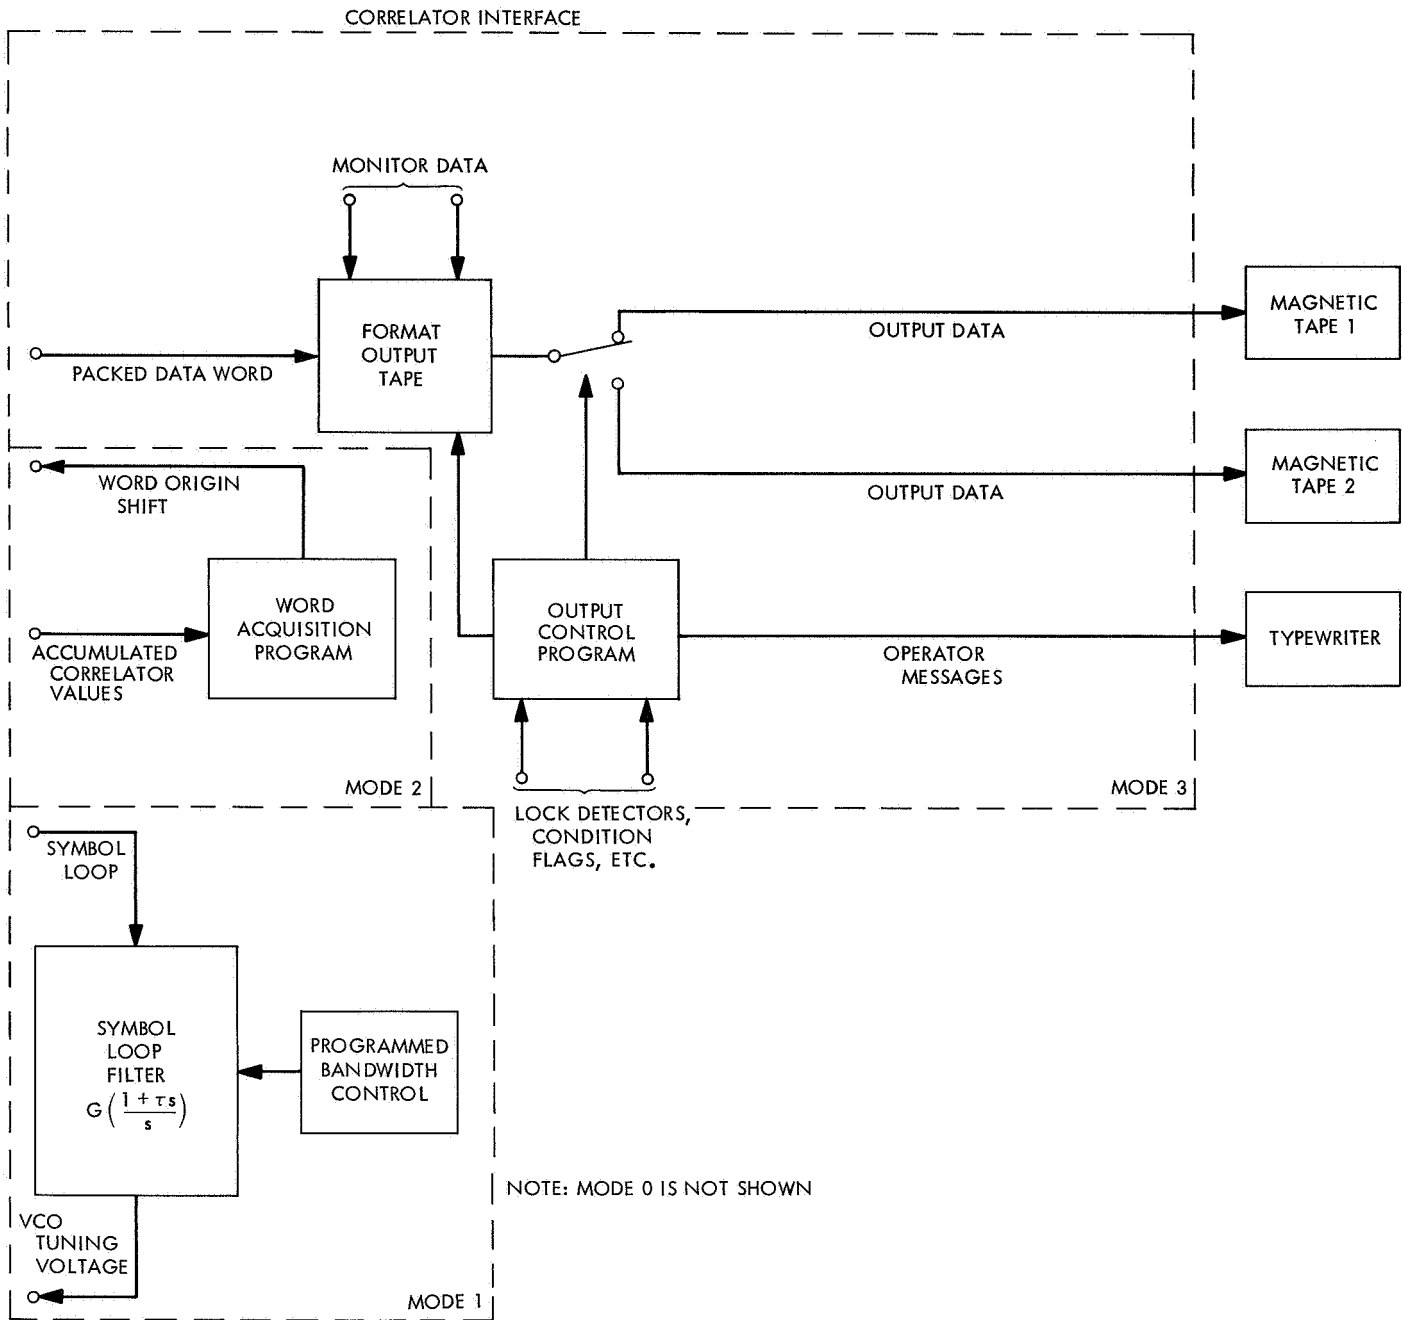 CORRELATOR INTERFACE
MONITOR DATA
FORMAT
OUTPUT
TAPE
PACKED DATA WORD
OUTPUT DATA
MAGNETIC
TAPE 1
OUTPUT DATA
MAGNETIC
TAPE 2
WORD ORIGIN
SHIFT
WORD
ACQUISITION
PROGRAM
ACCUMULATED
CORRELATOR
VALUES
MODE 2
OUTPUT
CONTROL
PROGRAM
OPERATOR
MESSAGES
TYPEWRITER
MODE 3
LOCK DETECTORS,
CONDITION
FLAGS, ETC.
SYMBOL
LOOP
SYMBOL
LOOP
FILTER
G((1 + τs)/s)
PROGRAMMED
BANDWIDTH
CONTROL
VCO
TUNING
VOLTAGE
MODE 1
NOTE: MODE 0 IS NOT SHOWN